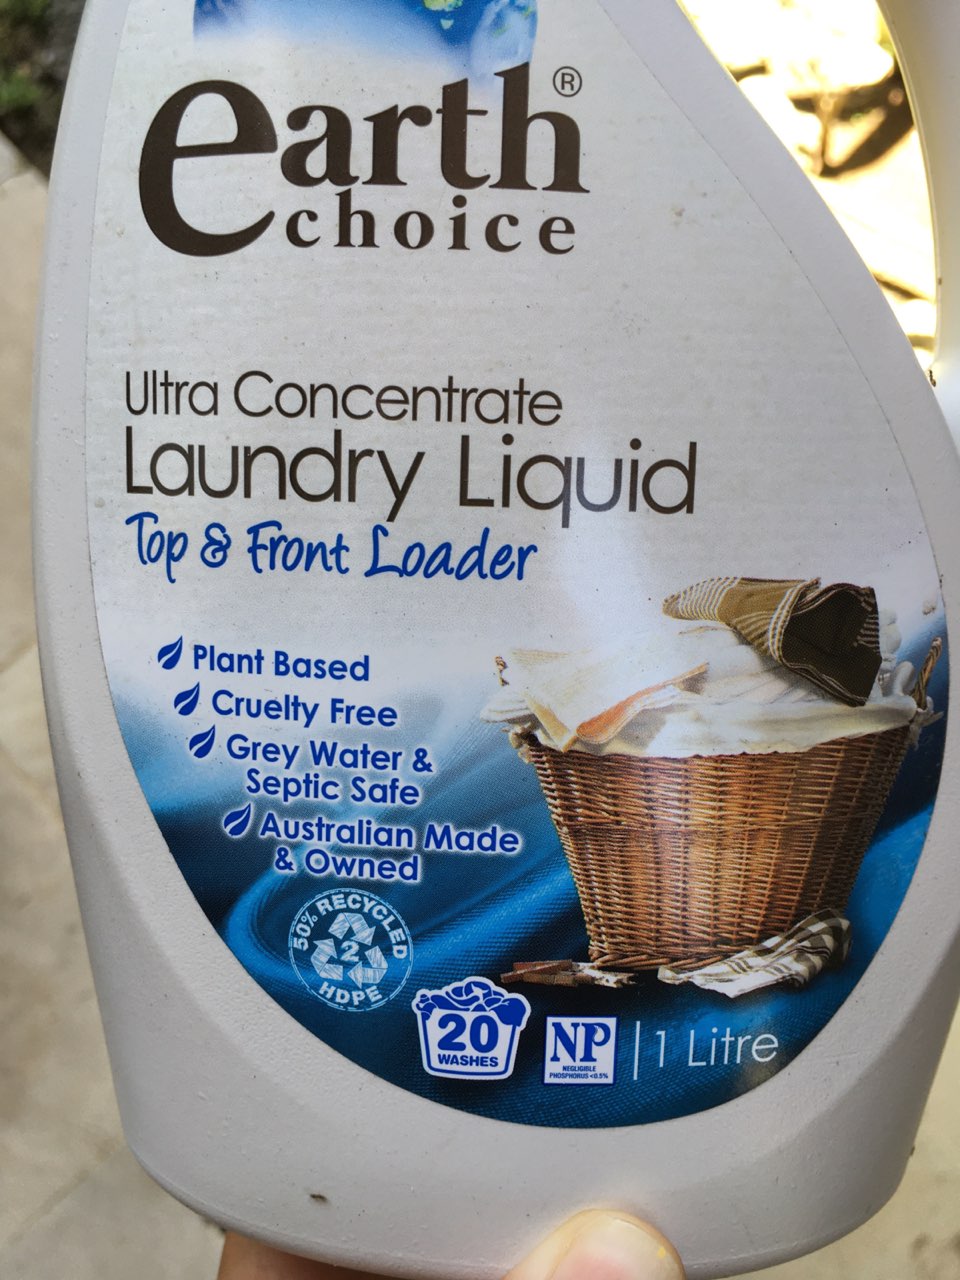 earth®
choice
Ultra Concentrate
Laundry Liquid
Top & Front Loader
Plant Based
Cruelty Free
Grey Water &
Septic Safe
Australian Made
& Owned
50% RECYCLED
2
HDPE
20
WASHES
NP
NEGLIGIBLE
PHOSPHORUS <0.5%
1 Litre